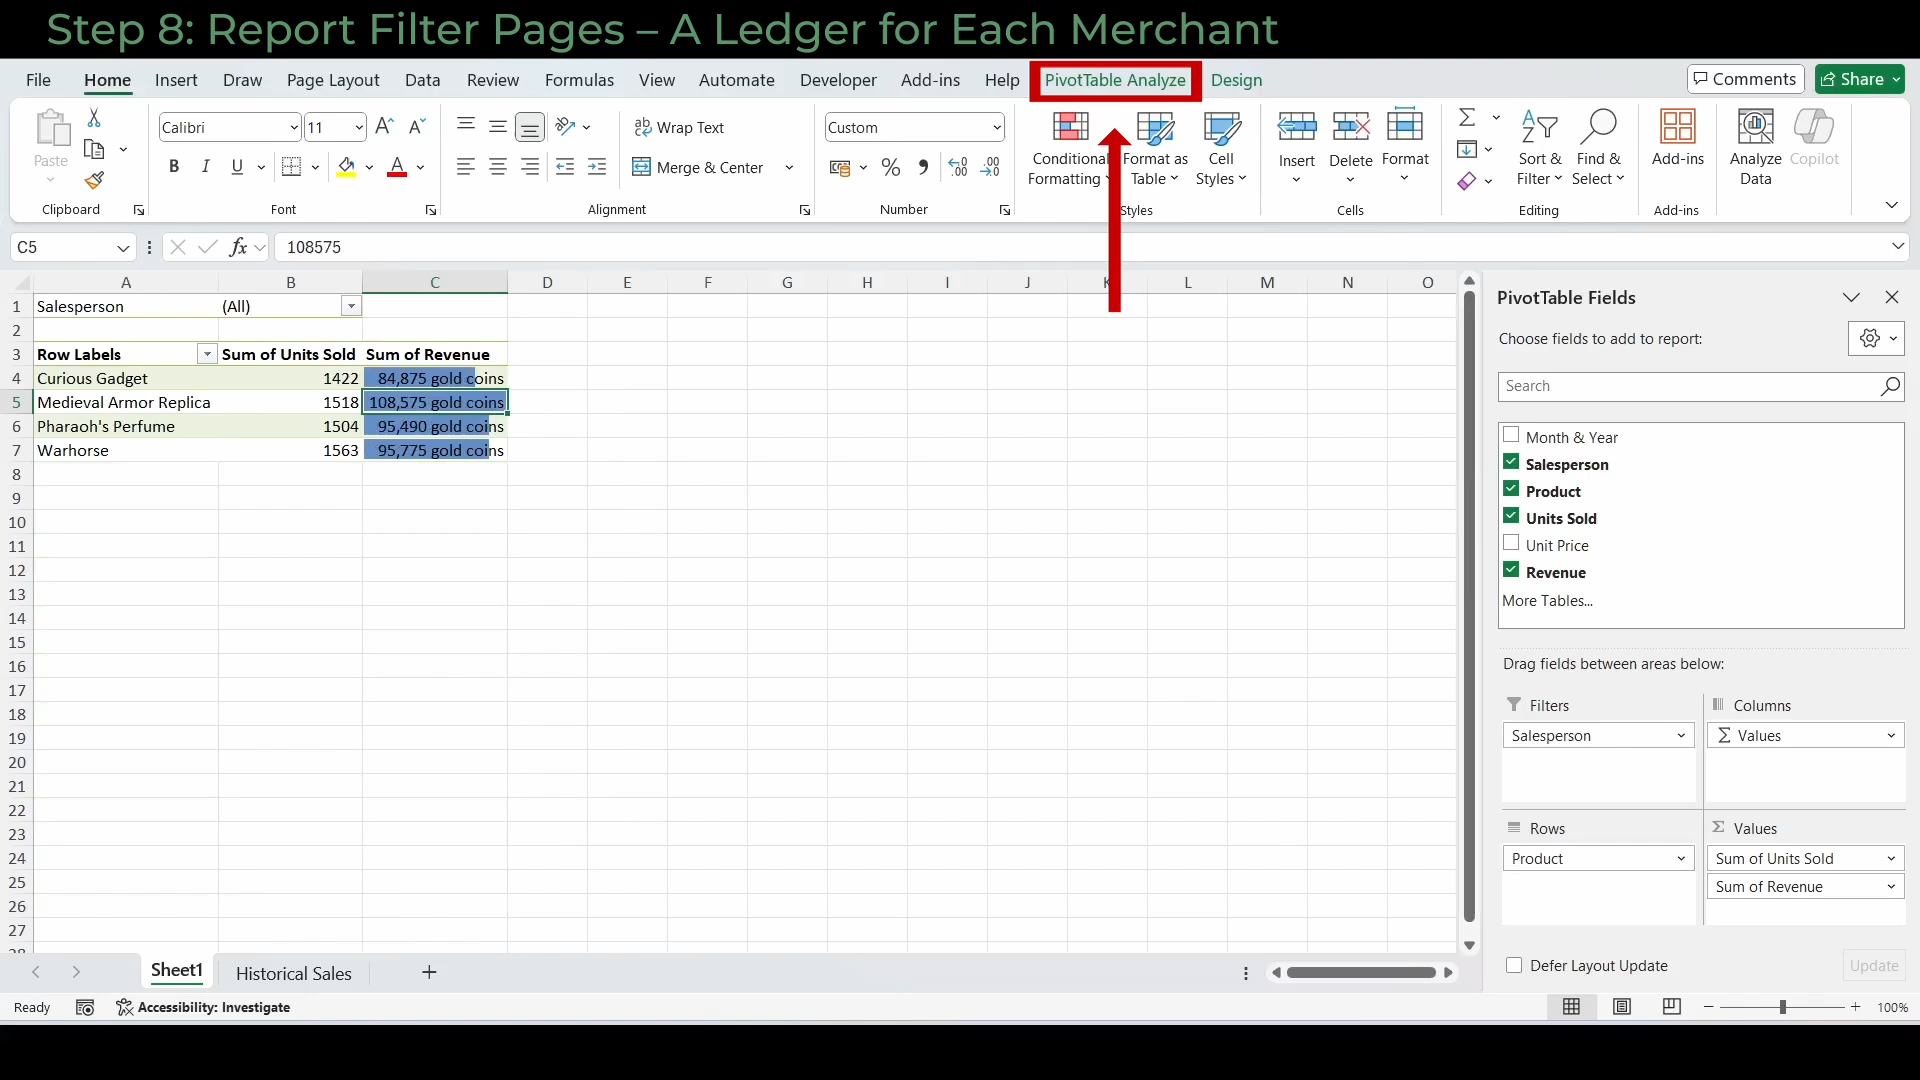 Step 8: Report Filter Pages – A Ledger for Each Merchant
File Home Insert Draw Page Layout Data Review Formulas View Automate Developer Add-ins Help PivotTable Analyze Design Comments Share
Paste
Clipboard
Calibri 11
B I U A
Font
Wrap Text
Merge & Center
Alignment
Custom
Number
Conditional Formatting
Format as Table
Cell Styles
Styles
Insert Delete Format
Cells
Sort & Filter
Find & Select
Editing
Add-ins
Add-ins
Analyze Data
Copilot
C5 fx 108575
A B C D E F G H I J K L M N O
1 Salesperson (All)
2
3 Row Labels Sum of Units Sold Sum of Revenue
4 Curious Gadget 1422 84,875 gold coins
5 Medieval Armor Replica 1518 108,575 gold coins
6 Pharaoh's Perfume 1504 95,490 gold coins
7 Warhorse 1563 95,775 gold coins
8
9
10
11
12
13
14
15
16
17
18
19
20
21
22
23
24
25
26
27
PivotTable Fields
Choose fields to add to report:
Search
Month & Year
Salesperson
Product
Units Sold
Unit Price
Revenue
More Tables...
Drag fields between areas below:
Filters
Salesperson
Columns
Σ Values
Rows
Product
Σ Values
Sum of Units Sold
Sum of Revenue
Defer Layout Update Update
Sheet1 Historical Sales
Ready Accessibility: Investigate 100%